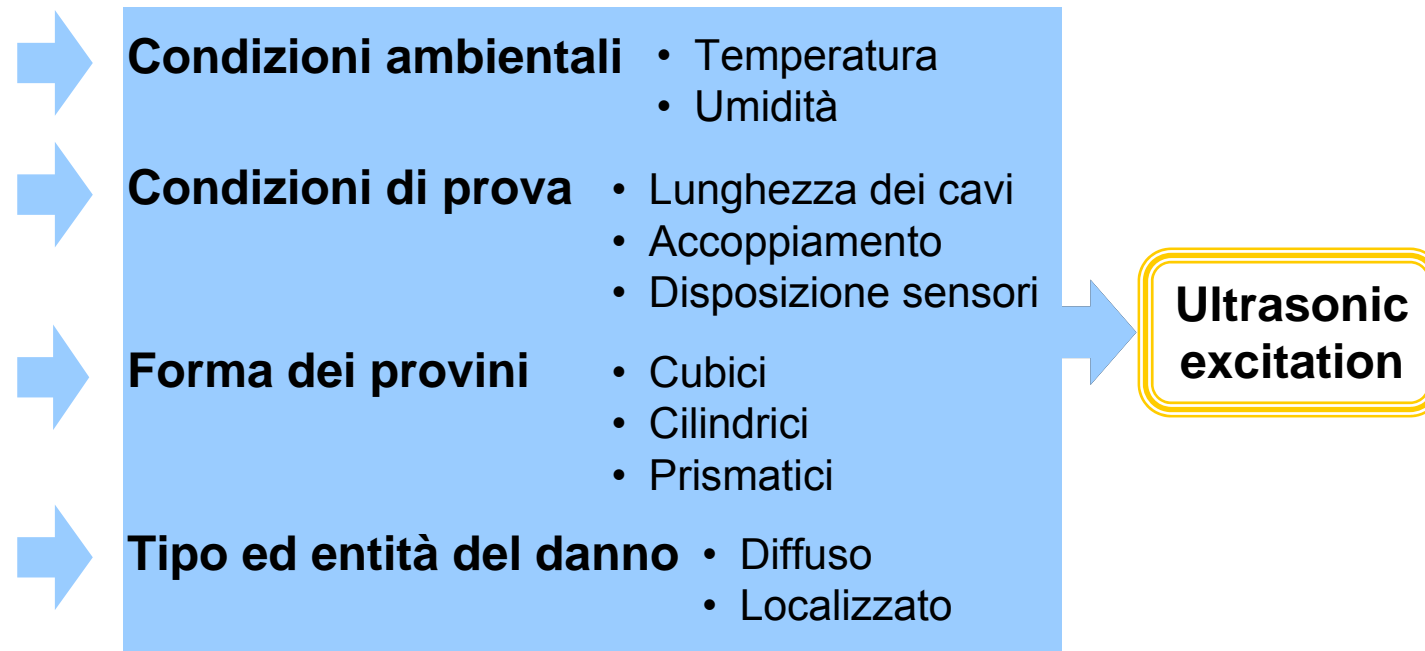 Condizioni ambientali • Temperatura
• Umidità
Condizioni di prova • Lunghezza dei cavi
• Accoppiamento
• Disposizione sensori
Forma dei provini • Cubici
• Cilindrici
• Prismatici
Tipo ed entità del danno • Diffuso
• Localizzato
Ultrasonic
excitation